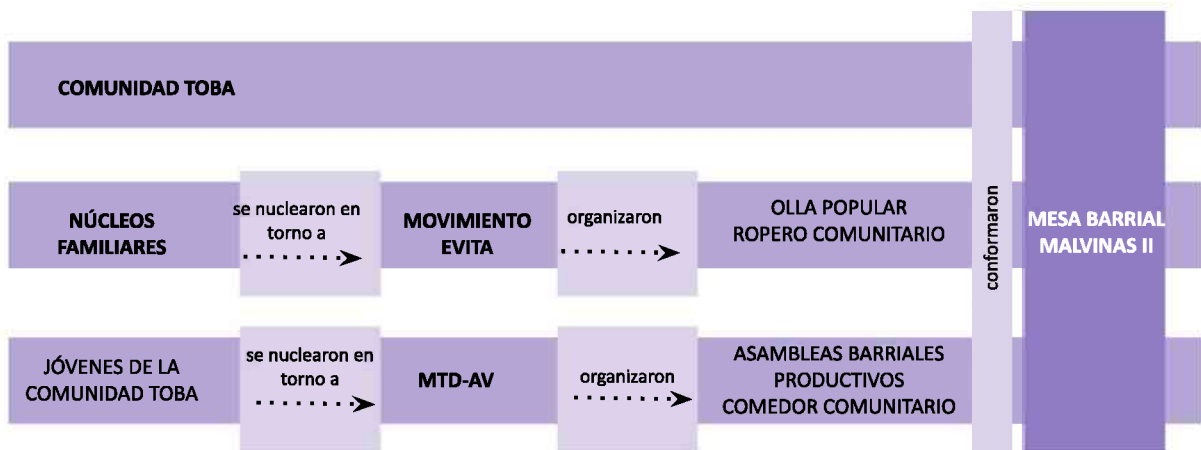 COMUNIDAD TOBA
NÚCLEOS
FAMILIARES
se nuclearon en
torno a
MOVIMIENTO
EVITA
organizaron
OLLA POPULAR
ROPERO COMUNITARIO
JÓVENES DE LA
COMUNIDAD TOBA
se nuclearon en
torno a
MTD-AV
organizaron
ASAMBLEAS BARRIALES
PRODUCTIVOS
COMEDOR COMUNITARIO
conformaron
MESA BARRIAL
MALVINAS II